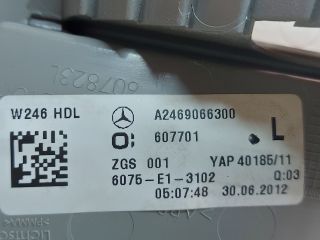 607823L
W246 HDL
A2469066300
607701
L
ZGS 001 YAP 40185/11
6075-E1-3102 Q:03
05:07:48 30.06.2012